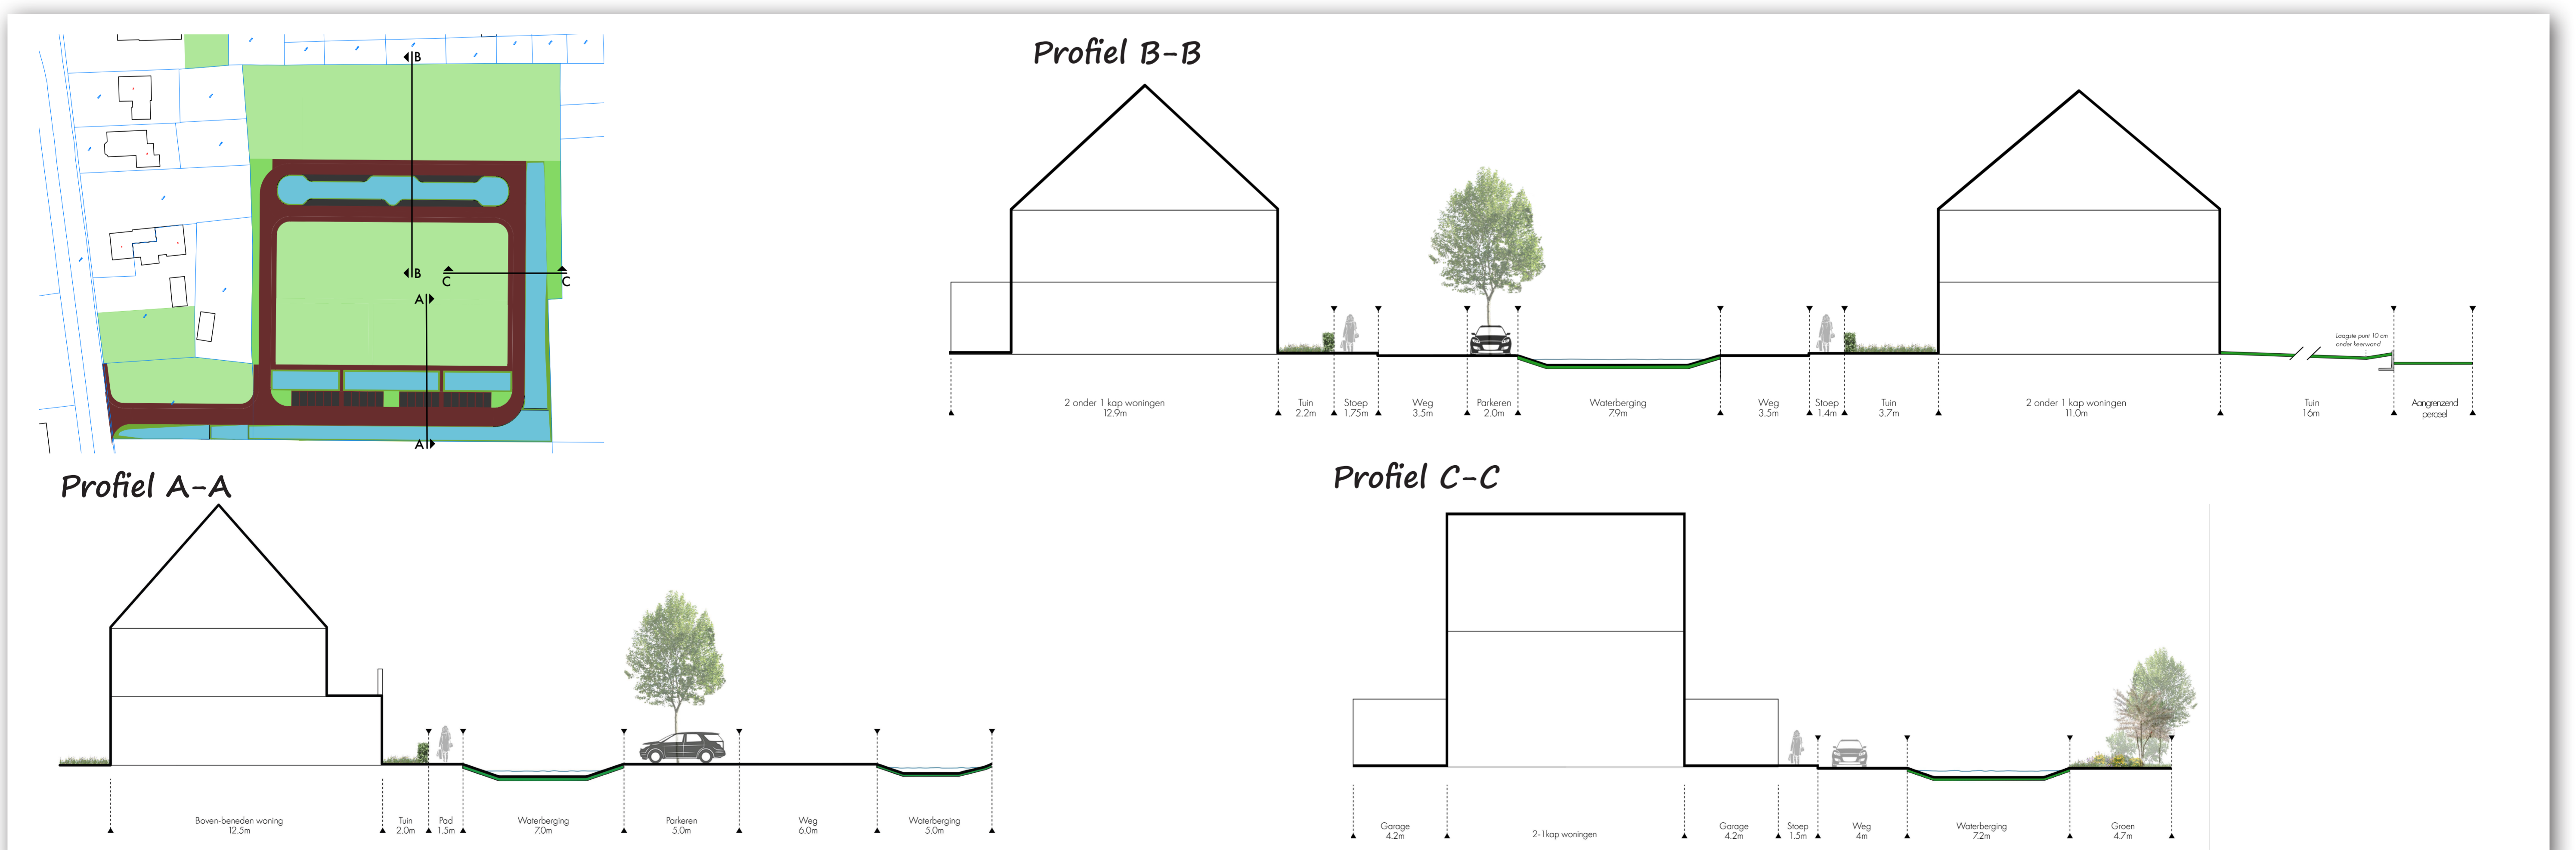 B
B
C
C
A
A
Profiel B-B
Laagste punt 10 cm
onder keerwand
2 onder 1 kap woningen
12.9m
Tuin
2.2m
Stoep
1.75m
Weg
3.5m
Parkeren
2.0m
Waterberging
7.9m
Weg
3.5m
Stoep
1.4m
Tuin
3.7m
2 onder 1 kap woningen
11.0m
Tuin
16m
Aangrenzend
perceel
Profiel A-A
Boven-beneden woning
12.5m
Tuin
2.0m
Pad
1.5m
Waterberging
7.0m
Parkeren
5.0m
Weg
6.0m
Waterberging
5.0m
Profiel C-C
Garage
4.2m
2-1kap woningen
Garage
4.2m
Stoep
1.5m
Weg
4m
Waterberging
7.2m
Groen
4.7m